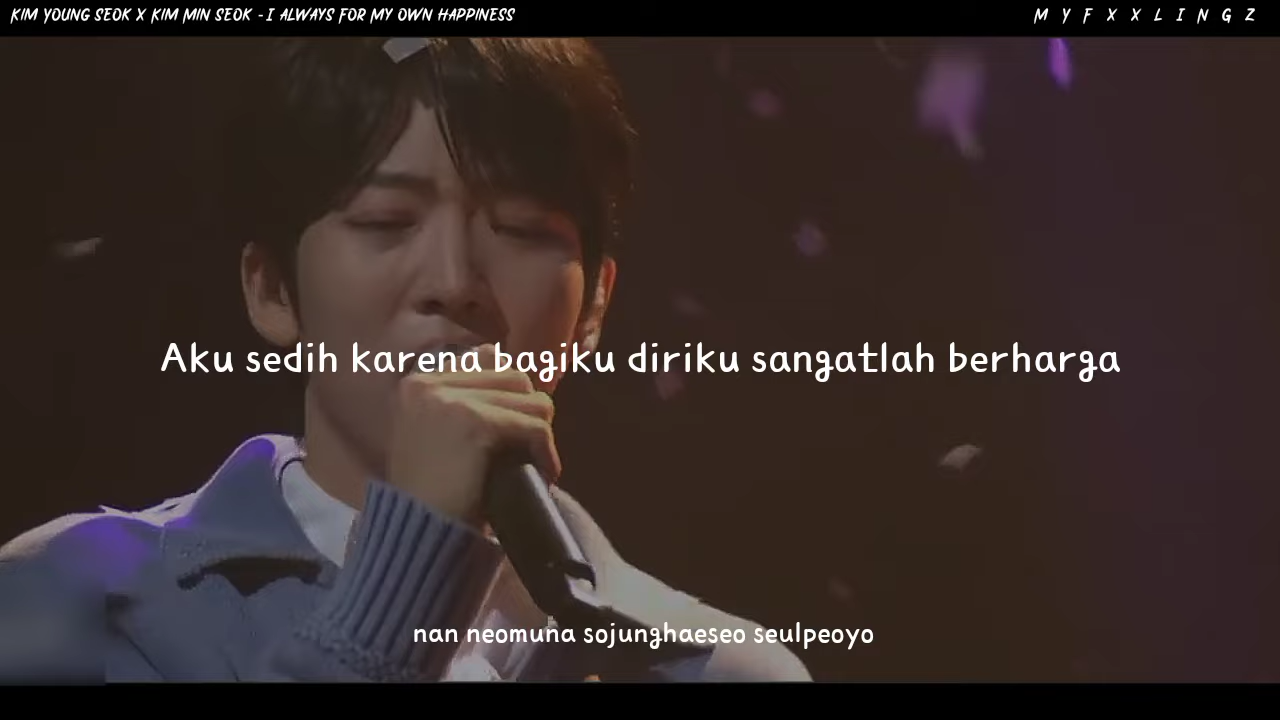 KIM YOUNG SEOK X KIM MIN SEOK - I ALWAYS FOR MY OWN HAPPINESS
MYFXXLINGZ
Aku sedih karena bagiku diriku sangatlah berharga
nan neomuna sojunghaeseo seulpeoyo